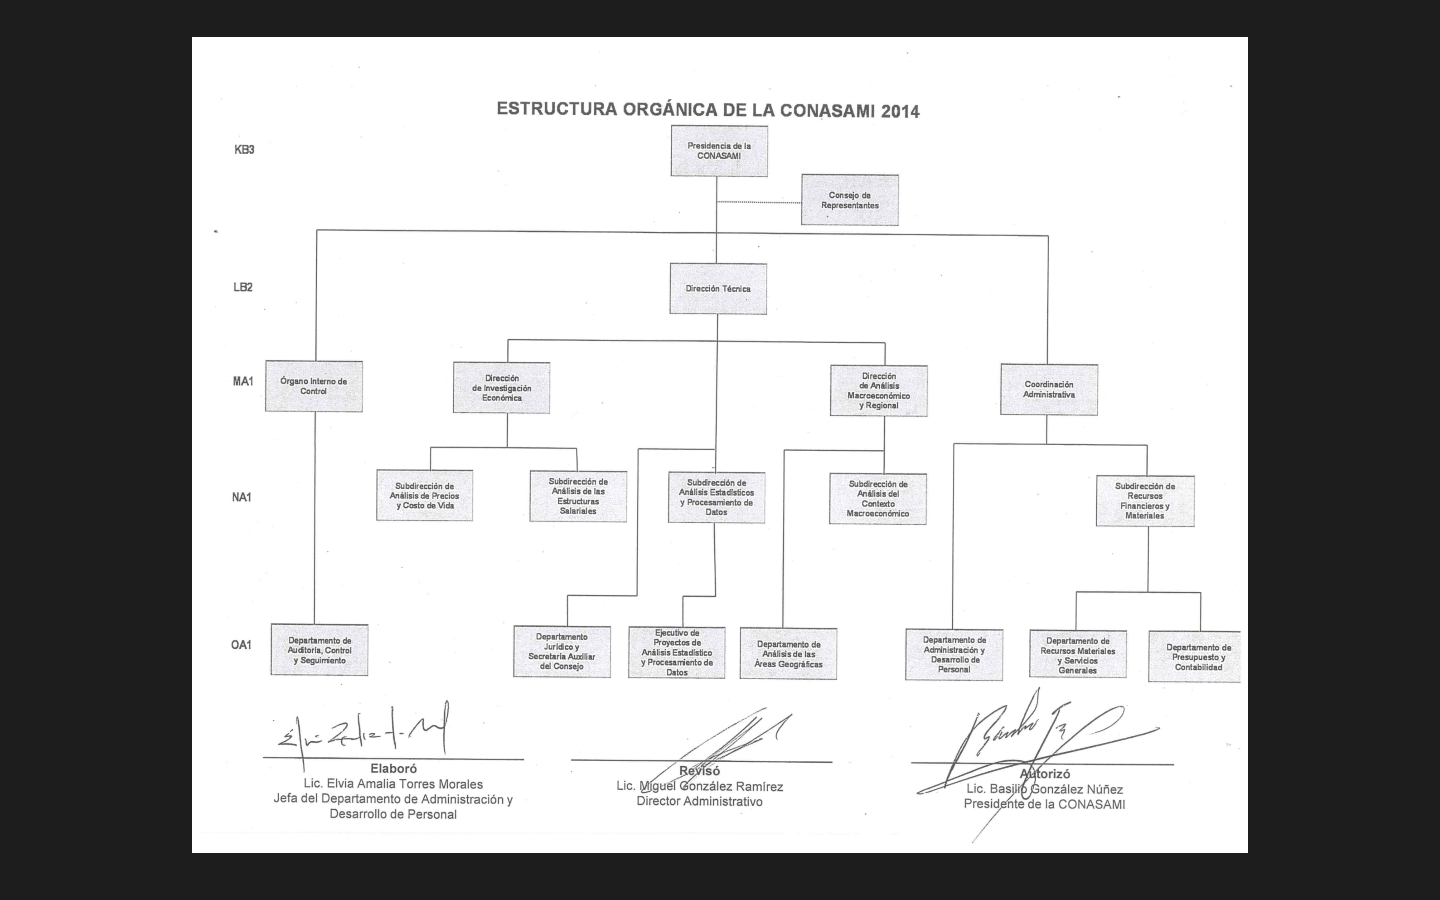 ESTRUCTURA ORGÁNICA DE LA CONASAMI 2014
KB3
Presidencia de la
CONASAMI
Consejo de
Representantes
LB2
Dirección Técnica
MA1
Órgano Interno de
Control
Dirección
de Investigación
Económica
Dirección
de Análisis
Macroeconómico
y Regional
Coordinación
Administrativa
NA1
Subdirección de
Análisis de Precios
y Costo de Vida
Subdirección de
Análisis de las
Estructuras
Salariales
Subdirección de
Análisis Estadísticos
y Procesamiento de
Datos
Subdirección de
Análisis del
Contexto
Macroeconómico
Subdirección de
Recursos
Financieros y
Materiales
OA1
Departamento de
Auditoria, Control
y Seguimiento
Departamento
Jurídico y
Secretaría Auxiliar
del Consejo
Ejecutivo de
Proyectos de
Análisis Estadístico
y Procesamiento de
Datos
Departamento de
Análisis de las
Áreas Geográficas
Departamento de
Administración y
Desarrollo de
Personal
Departamento de
Recursos Materiales
y Servicios
Generales
Departamento de
Presupuesto y
Contabilidad
Elaboró
Lic. Elvia Amalia Torres Morales
Jefa del Departamento de Administración y
Desarrollo de Personal
Revisó
Lic. Miguel González Ramírez
Director Administrativo
Autorizó
Lic. Basilio González Núñez
Presidente de la CONASAMI